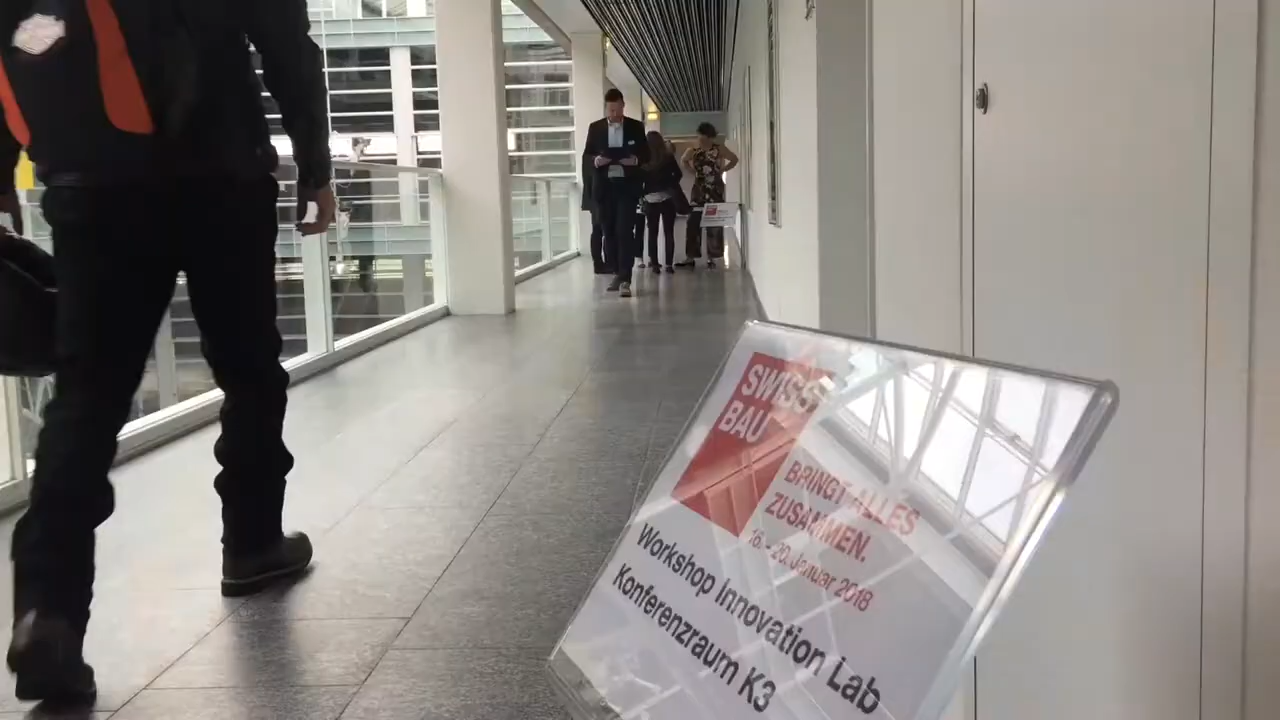 SWISS
BAU
BRINGT ALLES
ZUSAMMEN.
16. – 20. Januar 2018
Workshop Innovation Lab
Konferenzraum K3